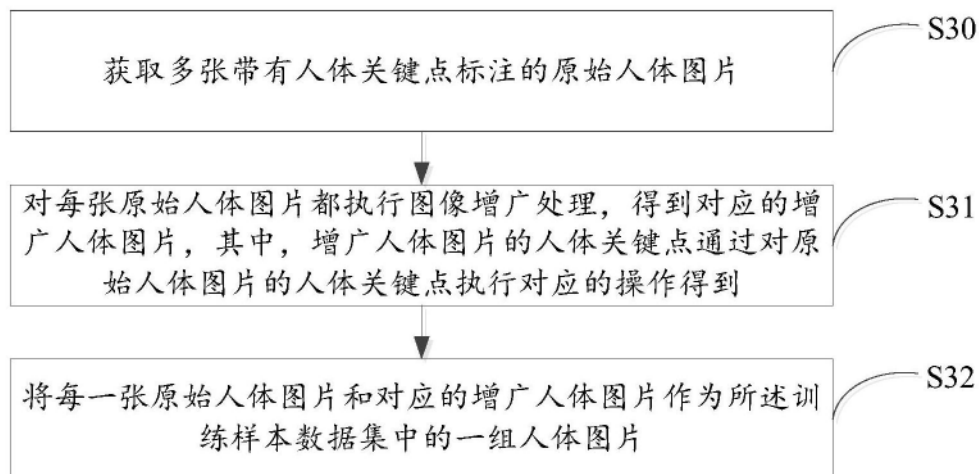 获取多张带有人体关键点标注的原始人体图片
S30
对每张原始人体图片都执行图像增广处理，得到对应的增
广人体图片，其中，增广人体图片的人体关键点通过对原
始人体图片的人体关键点执行对应的操作得到
S31
将每一张原始人体图片和对应的增广人体图片作为所述训
练样本数据集中的一组人体图片
S32